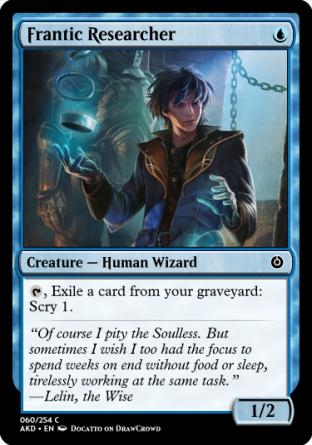 Frantic Researcher
Creature — Human Wizard
, Exile a card from your graveyard:
Scry 1.
“Of course I pity the Soulless. But
sometimes I wish I too had the focus to
spend weeks on end without food or sleep,
tirelessly working at the same task.”
—Lelin, the Wise
1/2
060/254 C
AKD • EN Docatto on DrawCrowd